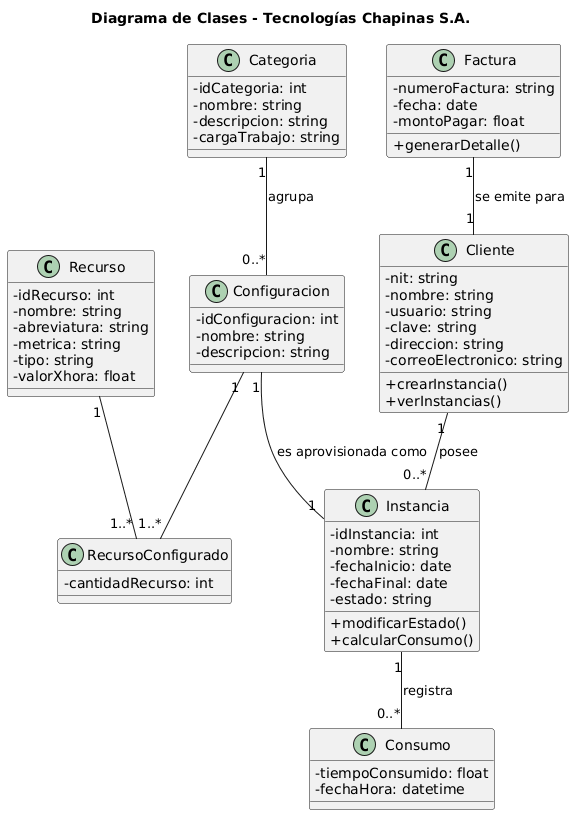 Diagrama de Clases - Tecnologías Chapinas S.A.
C Categoria
-idCategoria: int
-nombre: string
-descripcion: string
-cargaTrabajo: string
C Factura
-numeroFactura: string
-fecha: date
-montoPagar: float
+generarDetalle()
1
agrupa
0..*
1
se emite para
1
C Recurso
-idRecurso: int
-nombre: string
-abreviatura: string
-metrica: string
-tipo: string
-valorXhora: float
C Configuracion
-idConfiguracion: int
-nombre: string
-descripcion: string
C Cliente
-nit: string
-nombre: string
-usuario: string
-clave: string
-direccion: string
-correoElectronico: string
+crearInstancia()
+verInstancias()
1
1
1..*
1..*
1
es aprovisionada como
1
1
posee
0..*
C RecursoConfigurado
-cantidadRecurso: int
C Instancia
-idInstancia: int
-nombre: string
-fechaInicio: date
-fechaFinal: date
-estado: string
+modificarEstado()
+calcularConsumo()
1
registra
0..*
C Consumo
-tiempoConsumido: float
-fechaHora: datetime